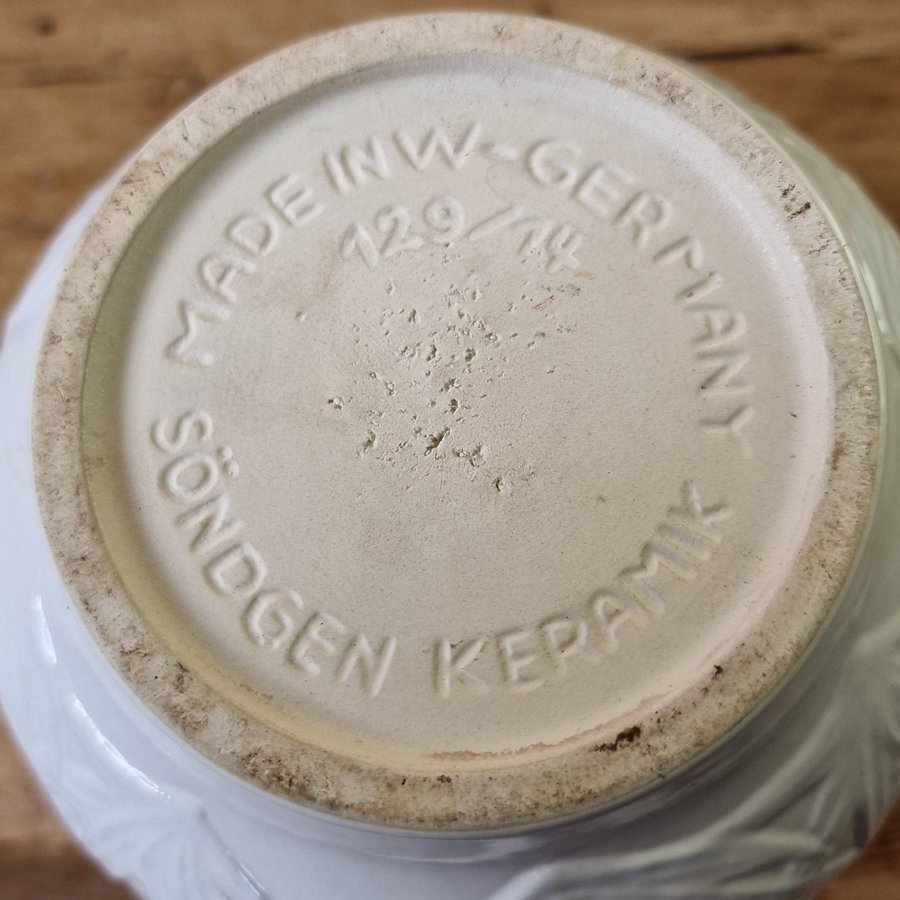 MADE IN W-GERMANY
129/14
SÖNDGEN KERAMIK